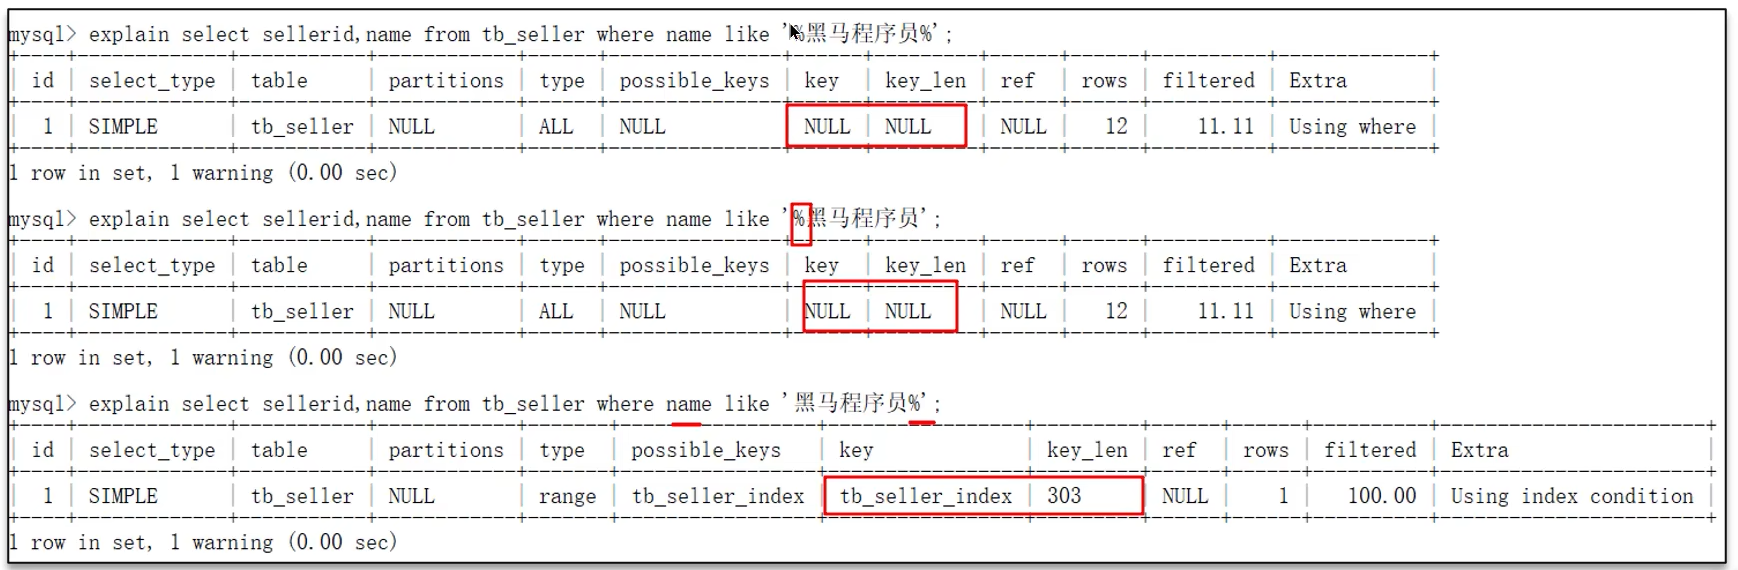 mysql> explain select sellerid,name from tb_seller where name like '%黑马程序员%';
| id | select_type | table | partitions | type | possible_keys | key | key_len | ref | rows | filtered | Extra |
| 1 | SIMPLE | tb_seller | NULL | ALL | NULL | NULL | NULL | NULL | 12 | 11.11 | Using where |
1 row in set, 1 warning (0.00 sec)
mysql> explain select sellerid,name from tb_seller where name like '%黑马程序员';
| id | select_type | table | partitions | type | possible_keys | key | key_len | ref | rows | filtered | Extra |
| 1 | SIMPLE | tb_seller | NULL | ALL | NULL | NULL | NULL | NULL | 12 | 11.11 | Using where |
1 row in set, 1 warning (0.00 sec)
mysql> explain select sellerid,name from tb_seller where name like '黑马程序员%';
| id | select_type | table | partitions | type | possible_keys | key | key_len | ref | rows | filtered | Extra |
| 1 | SIMPLE | tb_seller | NULL | range | tb_seller_index | tb_seller_index | 303 | NULL | 1 | 100.00 | Using index condition |
1 row in set, 1 warning (0.00 sec)